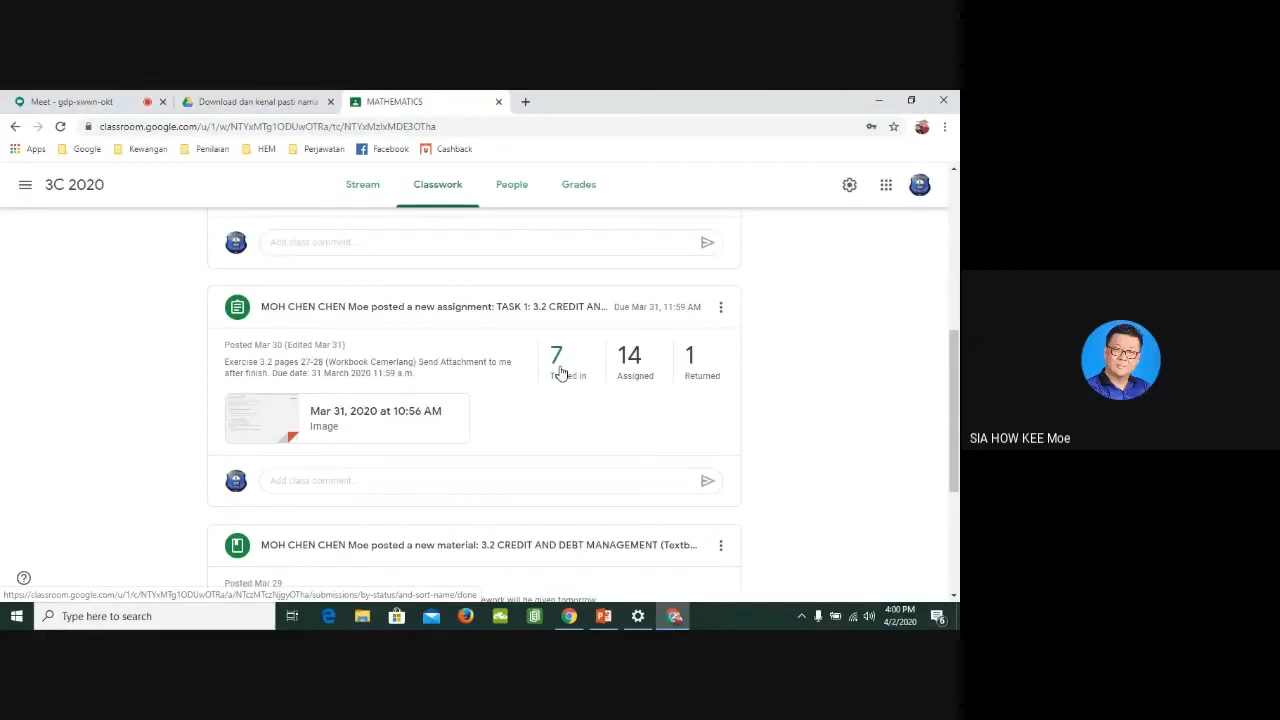 Meet - gdp-xwwn-okt
Download dan kenal pasti nama
MATHEMATICS
classroom.google.com/u/1/w/NTYxMTg1ODUwOTRa/tc/NTYxMzIxMDE3OTha
Apps
Google
Kewangan
Penilaian
HEM
Perjawatan
Facebook
Cashback
3C 2020
Stream
Classwork
People
Grades
Add class comment...
MOH CHEN CHEN Moe posted a new assignment: TASK 1: 3.2 CREDIT AN...
Due Mar 31, 11:59 AM
Posted Mar 30 (Edited Mar 31)
Exercise 3.2 pages 27-28 (Workbook Cemerlang) Send Attachment to me
after finish. Due date: 31 March 2020 11:59 a.m.
7
14
1
Assigned
Returned
Mar 31, 2020 at 10:56 AM
Image
Add class comment...
MOH CHEN CHEN Moe posted a new material: 3.2 CREDIT AND DEBT MANAGEMENT (Textb...
Posted Mar 29
https://classroom.google.com/u/1/c/NTYxMTg1ODUwOTRa/a/NTczMTczNjgyOTha/submissions/by-status/and-sort-name/done
will be given tomorrow
Type here to search
4:00 PM
4/2/2020
6
SIA HOW KEE Moe